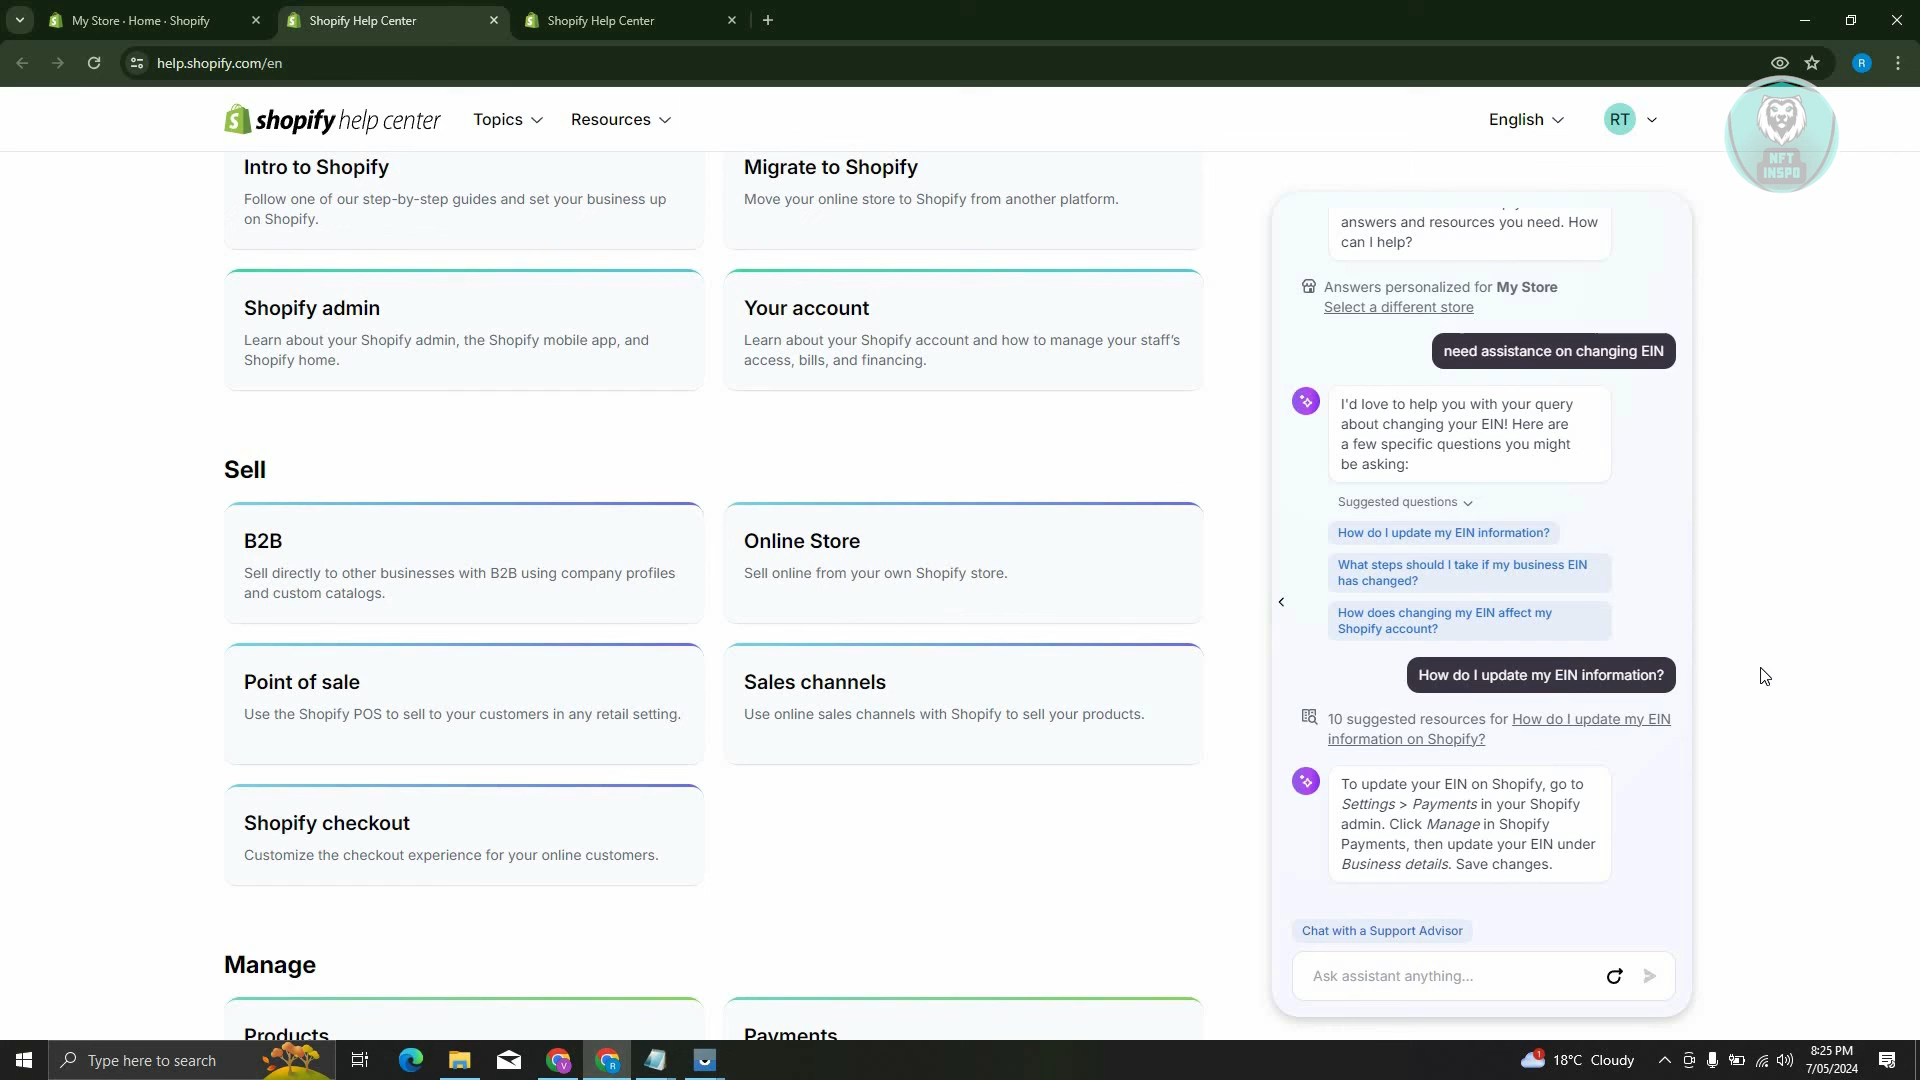 My Store · Home · Shopify
Shopify Help Center
Shopify Help Center
help.shopify.com/en
R
shopify help center
Topics
Resources
English
RT
NFT
INSPO
Intro to Shopify
Follow one of our step-by-step guides and set your business up
on Shopify.
Migrate to Shopify
Move your online store to Shopify from another platform.
Shopify admin
Learn about your Shopify admin, the Shopify mobile app, and
Shopify home.
Your account
Learn about your Shopify account and how to manage your staff's
access, bills, and financing.
Sell
B2B
Sell directly to other businesses with B2B using company profiles
and custom catalogs.
Online Store
Sell online from your own Shopify store.
Point of sale
Use the Shopify POS to sell to your customers in any retail setting.
Sales channels
Use online sales channels with Shopify to sell your products.
Shopify checkout
Customize the checkout experience for your online customers.
Manage
Products
Payments
answers and resources you need. How
can I help?
Answers personalized for My Store
Select a different store
need assistance on changing EIN
I'd love to help you with your query
about changing your EIN! Here are
a few specific questions you might
be asking:
Suggested questions
How do I update my EIN information?
What steps should I take if my business EIN
has changed?
How does changing my EIN affect my
Shopify account?
How do I update my EIN information?
10 suggested resources for How do I update my EIN
information on Shopify?
To update your EIN on Shopify, go to
Settings > Payments in your Shopify
admin. Click Manage in Shopify
Payments, then update your EIN under
Business details. Save changes.
Chat with a Support Advisor
Ask assistant anything...
Type here to search
V
R
1
18°C Cloudy
8:25 PM
7/05/2024